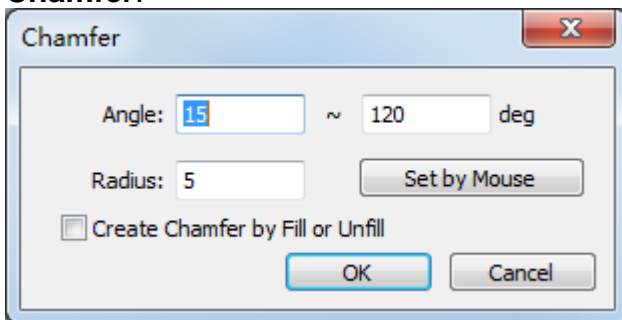 Chamfer.
Chamfer
Angle: 15 ~ 120 deg
Radius: 5 Set by Mouse
Create Chamfer by Fill or Unfill
OK Cancel